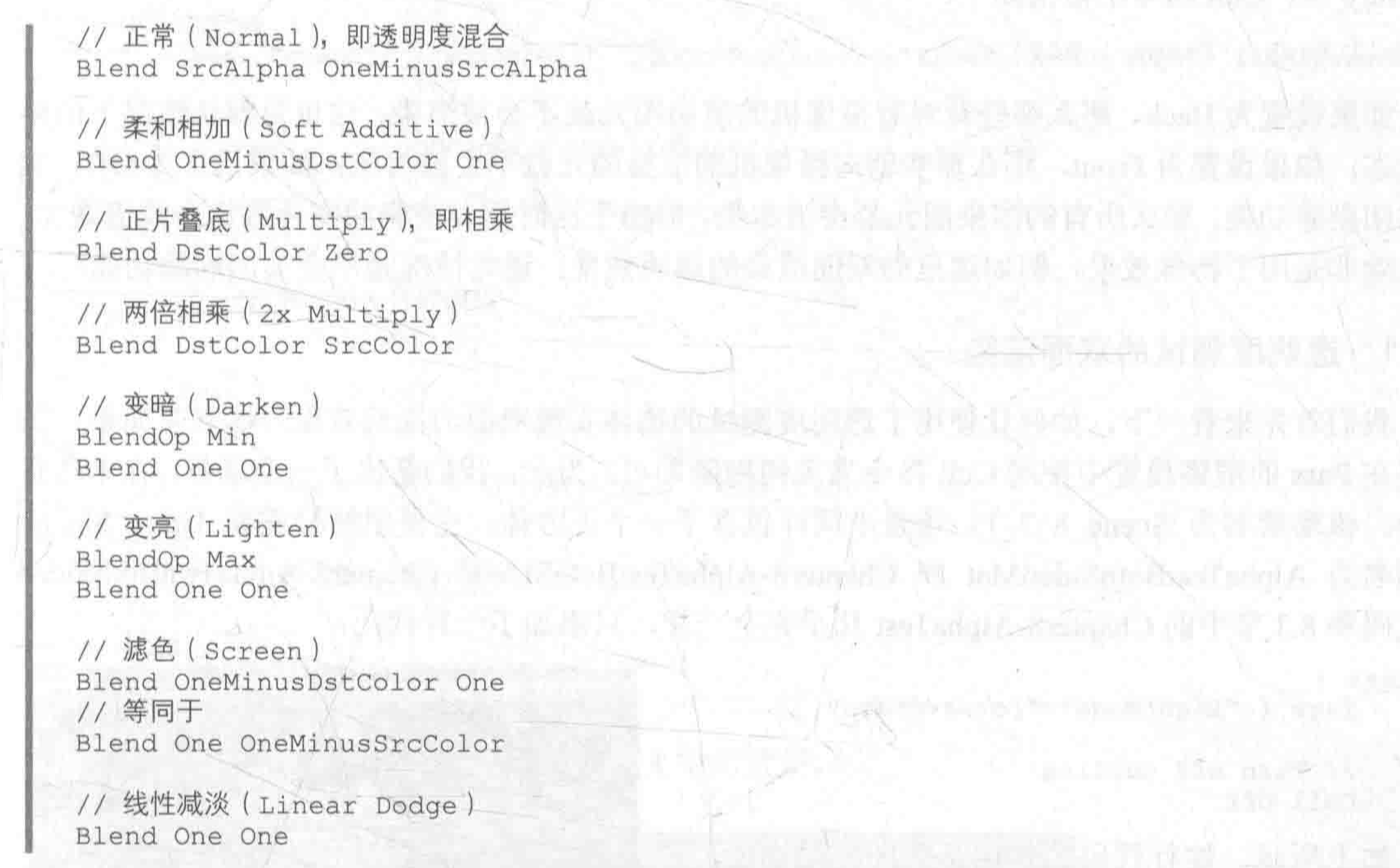 // 正常 ( Normal ), 即透明度混合
Blend SrcAlpha OneMinusSrcAlpha
// 柔和相加 ( Soft Additive )
Blend OneMinusDstColor One
// 正片叠底 ( Multiply ), 即相乘
Blend DstColor Zero
// 两倍相乘 ( 2x Multiply )
Blend DstColor SrcColor
// 变暗 ( Darken )
BlendOp Min
Blend One One
// 变亮 ( Lighten )
BlendOp Max
Blend One One
// 滤色 ( Screen )
Blend OneMinusDstColor One
// 等同于
Blend One OneMinusSrcColor
// 线性减淡 ( Linear Dodge )
Blend One One